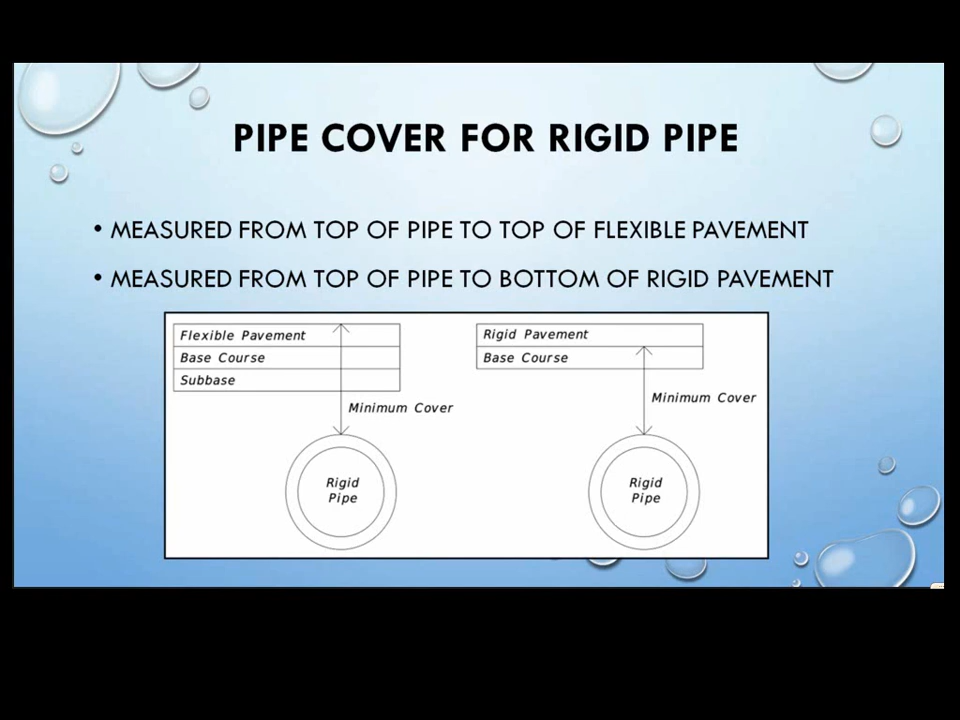 PIPE COVER FOR RIGID PIPE
• MEASURED FROM TOP OF PIPE TO TOP OF FLEXIBLE PAVEMENT
• MEASURED FROM TOP OF PIPE TO BOTTOM OF RIGID PAVEMENT
Flexible Pavement
Base Course
Subbase
Minimum Cover
Rigid
Pipe
Rigid Pavement
Base Course
Minimum Cover
Rigid
Pipe